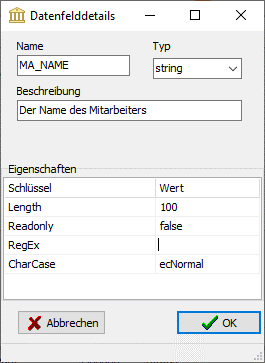 Datenfelddetails
Name Typ
MA_NAME string
Beschreibung
Der Name des Mitarbeiters
Eigenschaften
Schlüssel Wert
Length 100
Readonly false
RegEx
CharCase ecNormal
Abbrechen OK